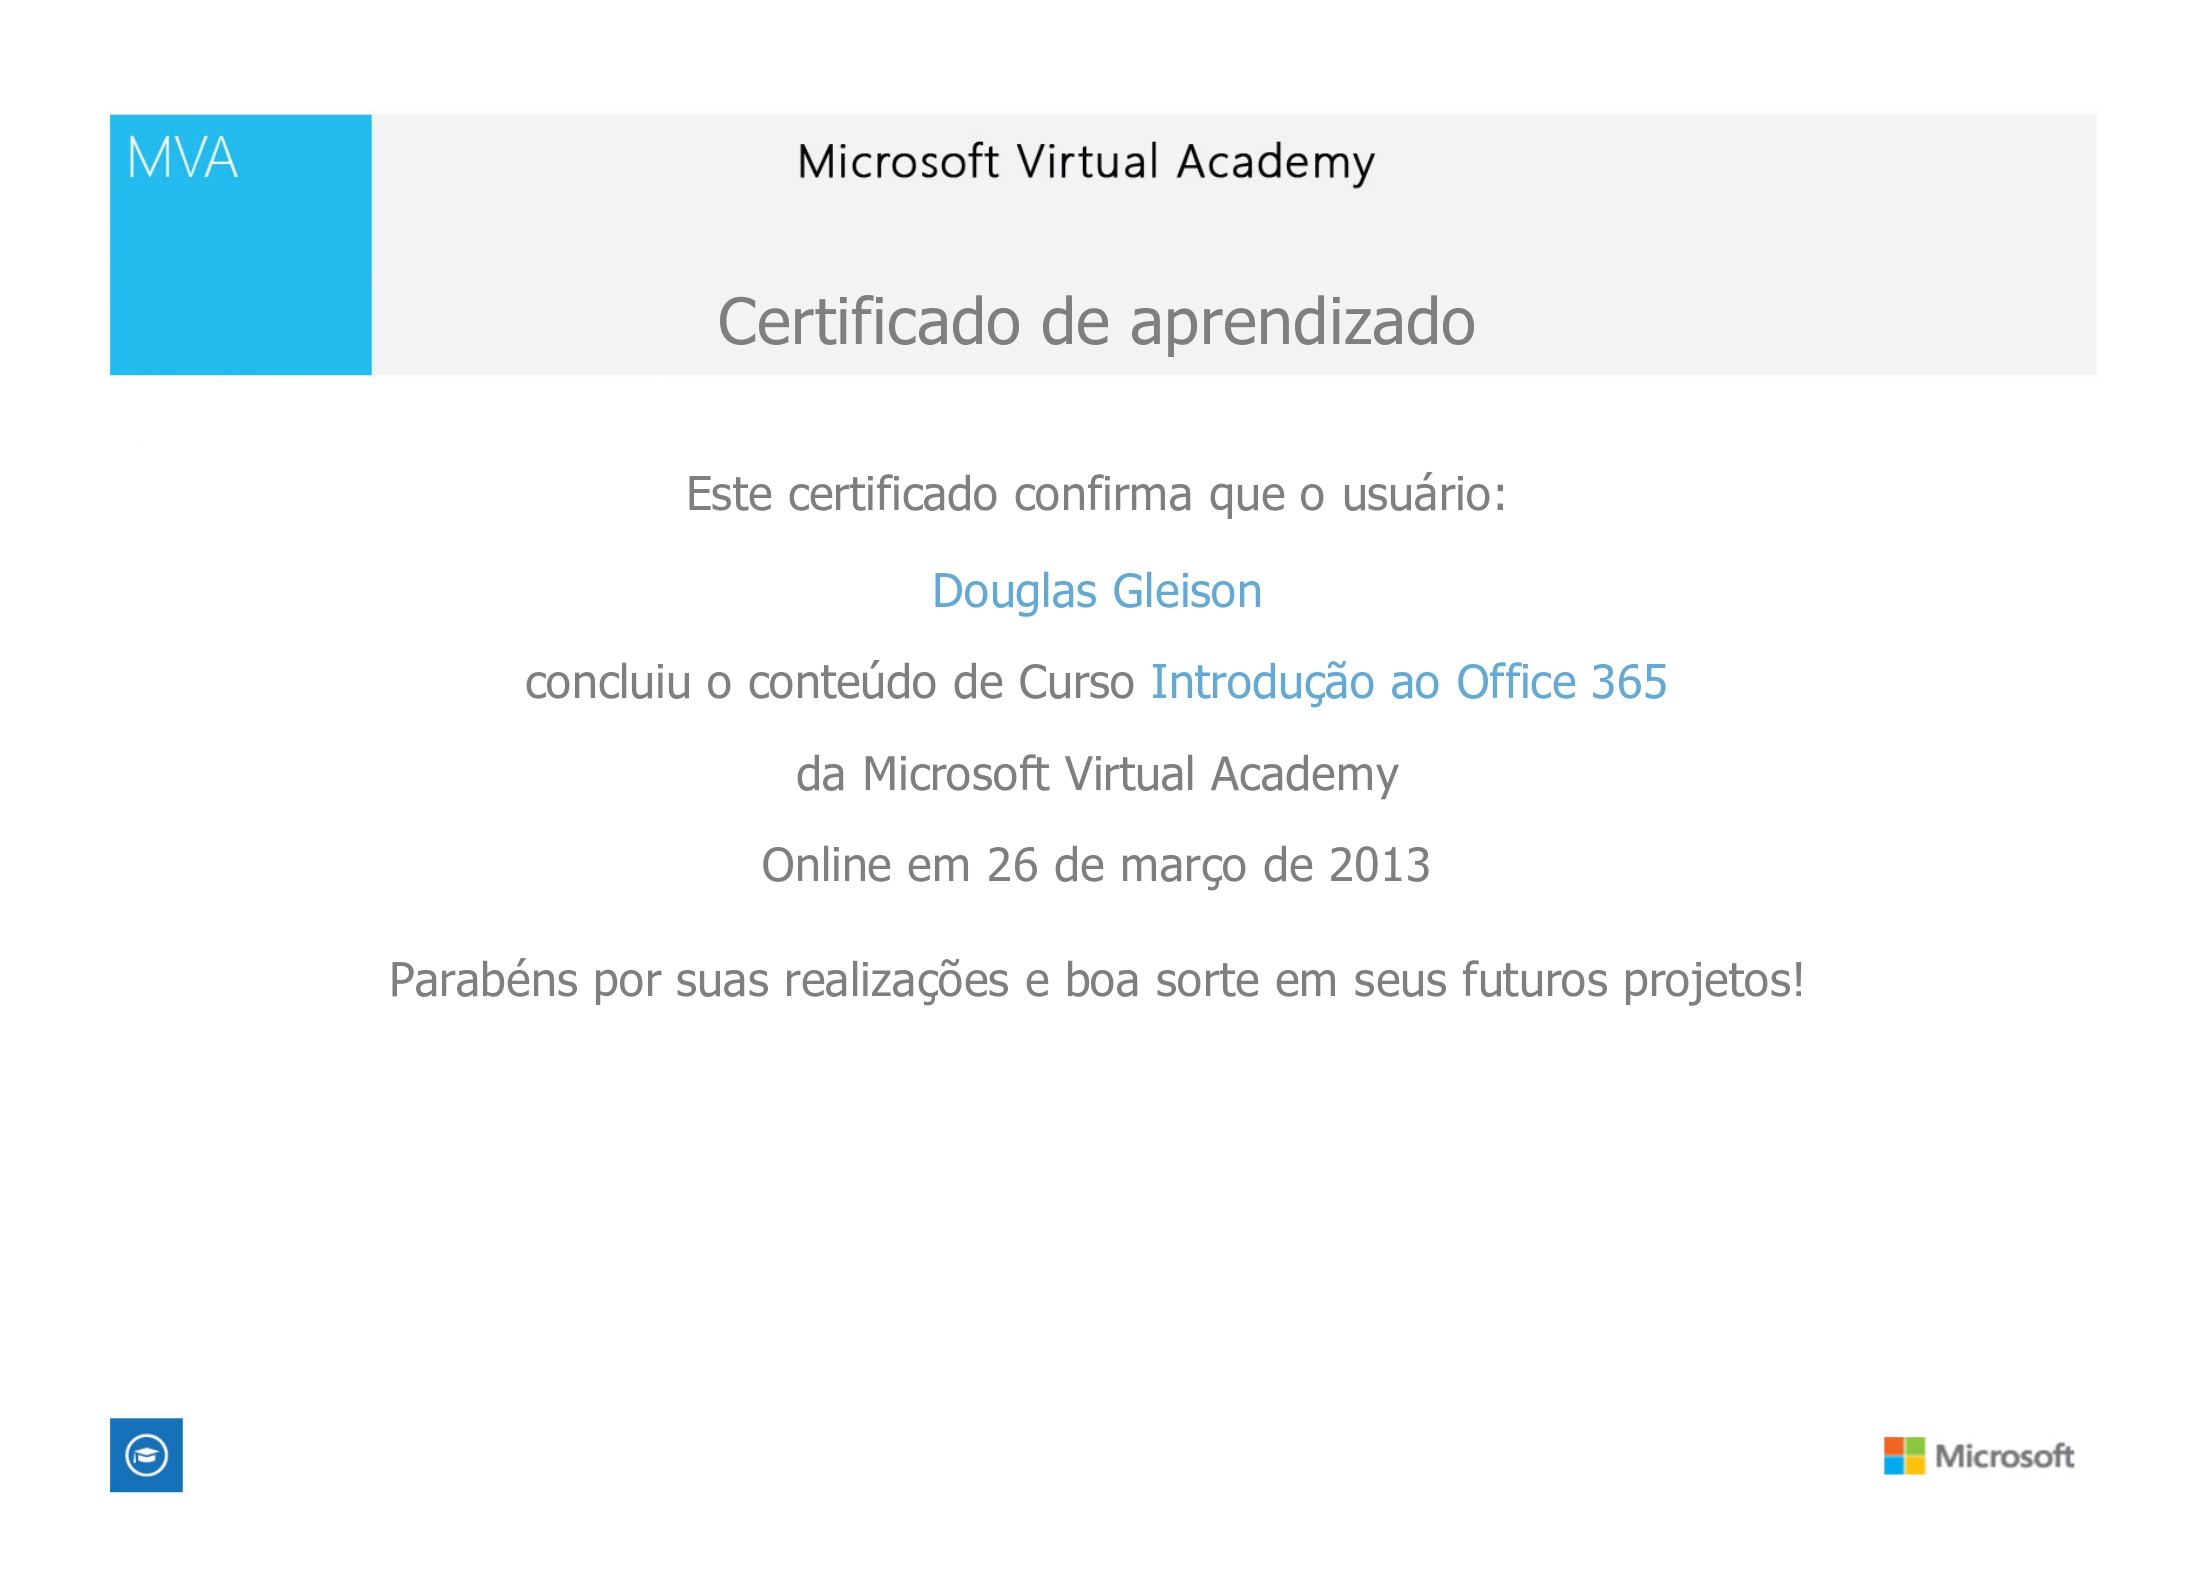 MVA
Microsoft Virtual Academy
Certificado de aprendizado
Este certificado confirma que o usuário:
Douglas Gleison
concluiu o conteúdo de Curso Introdução ao Office 365
da Microsoft Virtual Academy
Online em 26 de março de 2013
Parabéns por suas realizações e boa sorte em seus futuros projetos!
Microsoft